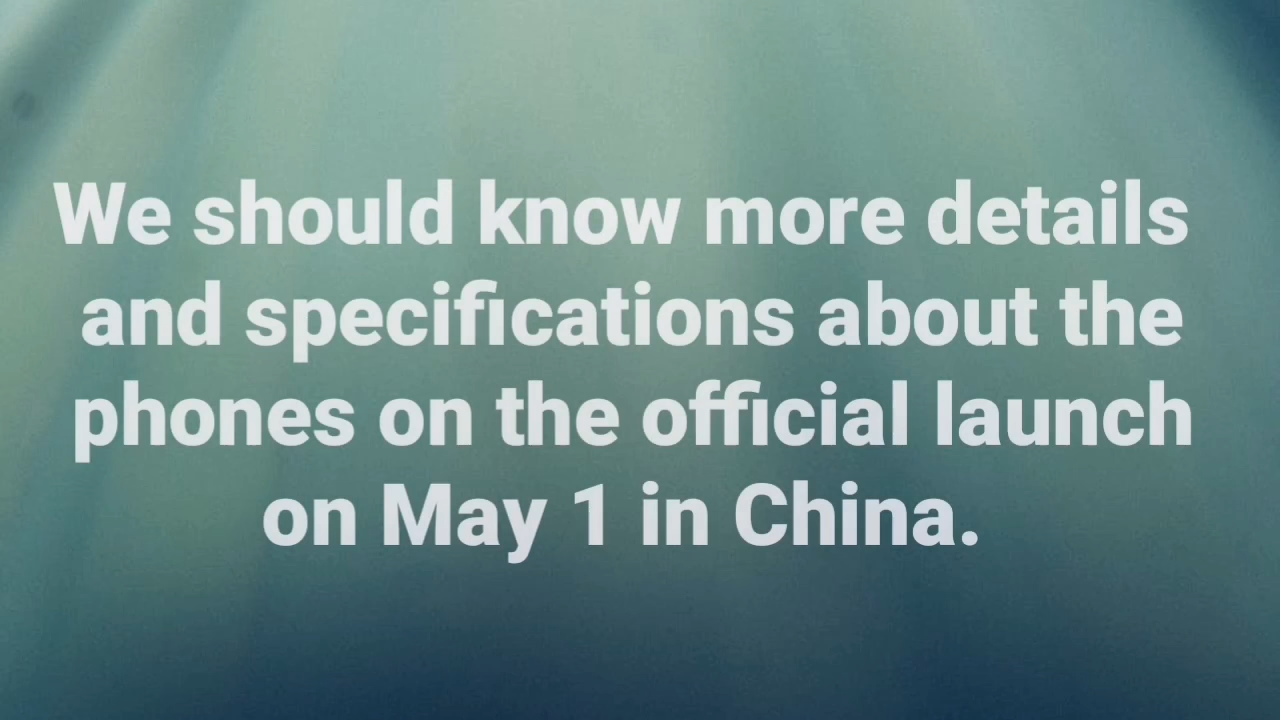 We should know more details
and specifications about the
phones on the official launch
on May 1 in China.